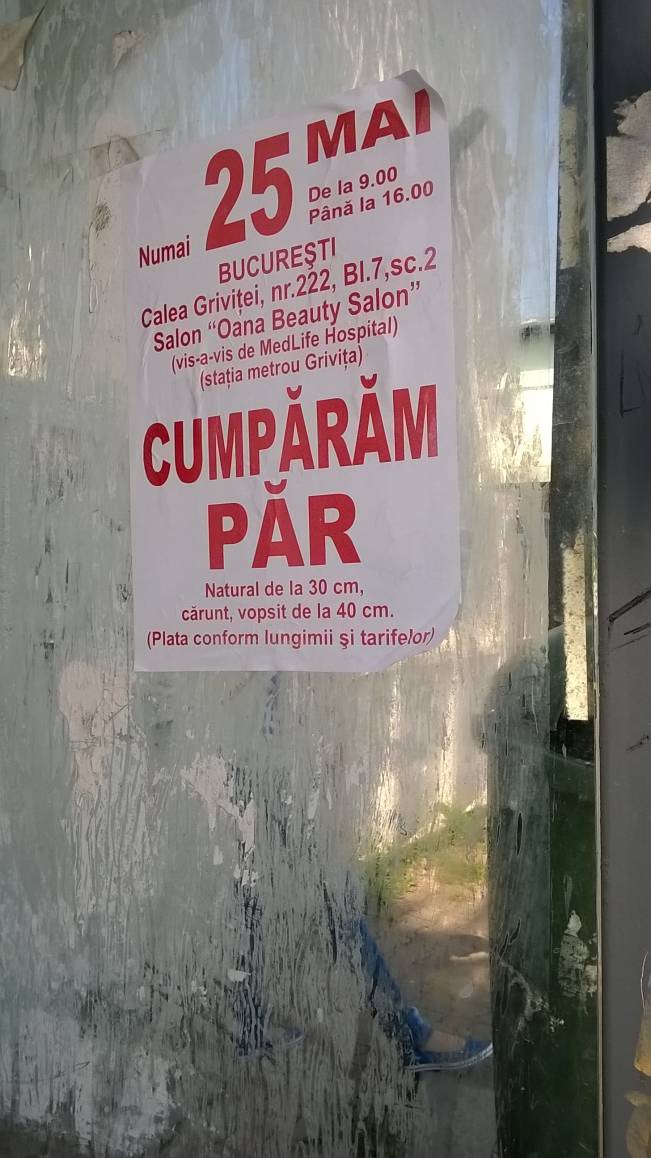 Numai 25 MAI
De la 9.00
Până la 16.00
BUCUREŞTI
Calea Griviței, nr.222, Bl.7,sc.2
Salon “Oana Beauty Salon”
(vis-a-vis de MedLife Hospital)
(stația metrou Grivița)
CUMPĂRĂM
PĂR
Natural de la 30 cm,
cărunt, vopsit de la 40 cm.
(Plata conform lungimii şi tarifelor)